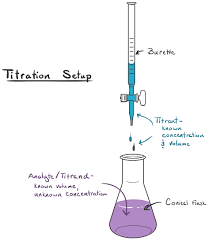 Burette
Titration Setup
Titrant-
known
concentration
& volume
Analyte/Titrand-
known volume,
unknown concentration
Conical flask